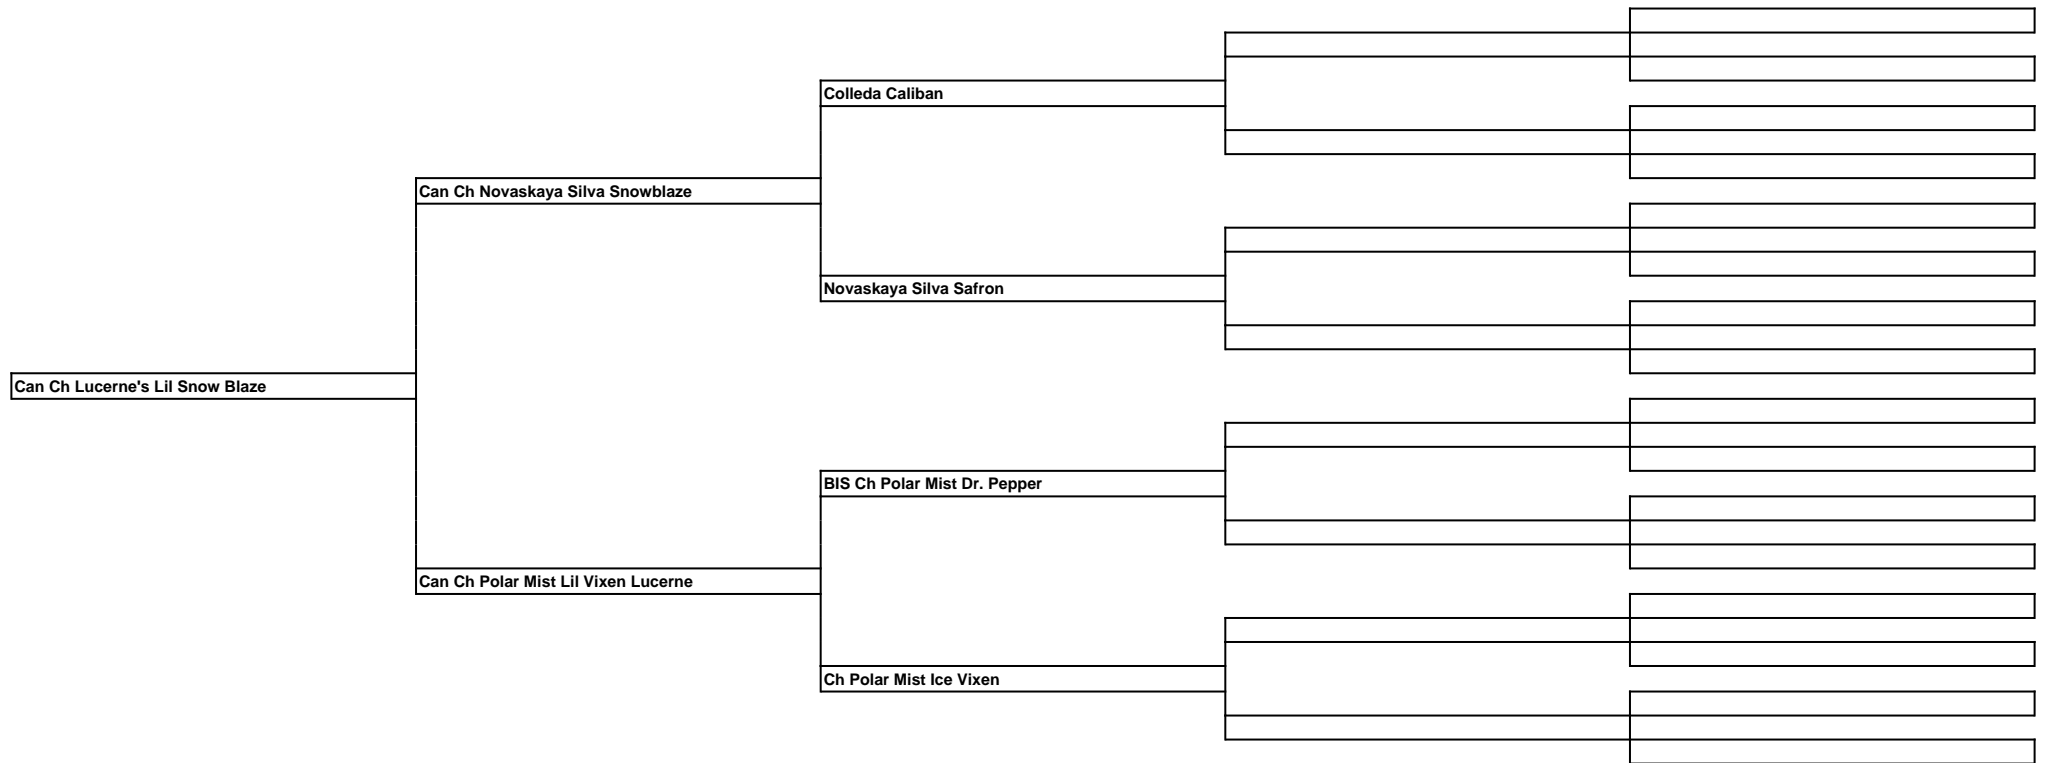 Colleda Caliban
Can Ch Novaskaya Silva Snowblaze
Novaskaya Silva Safron
Can Ch Lucerne's Lil Snow Blaze
BIS Ch Polar Mist Dr. Pepper
Can Ch Polar Mist Lil Vixen Lucerne
Ch Polar Mist Ice Vixen